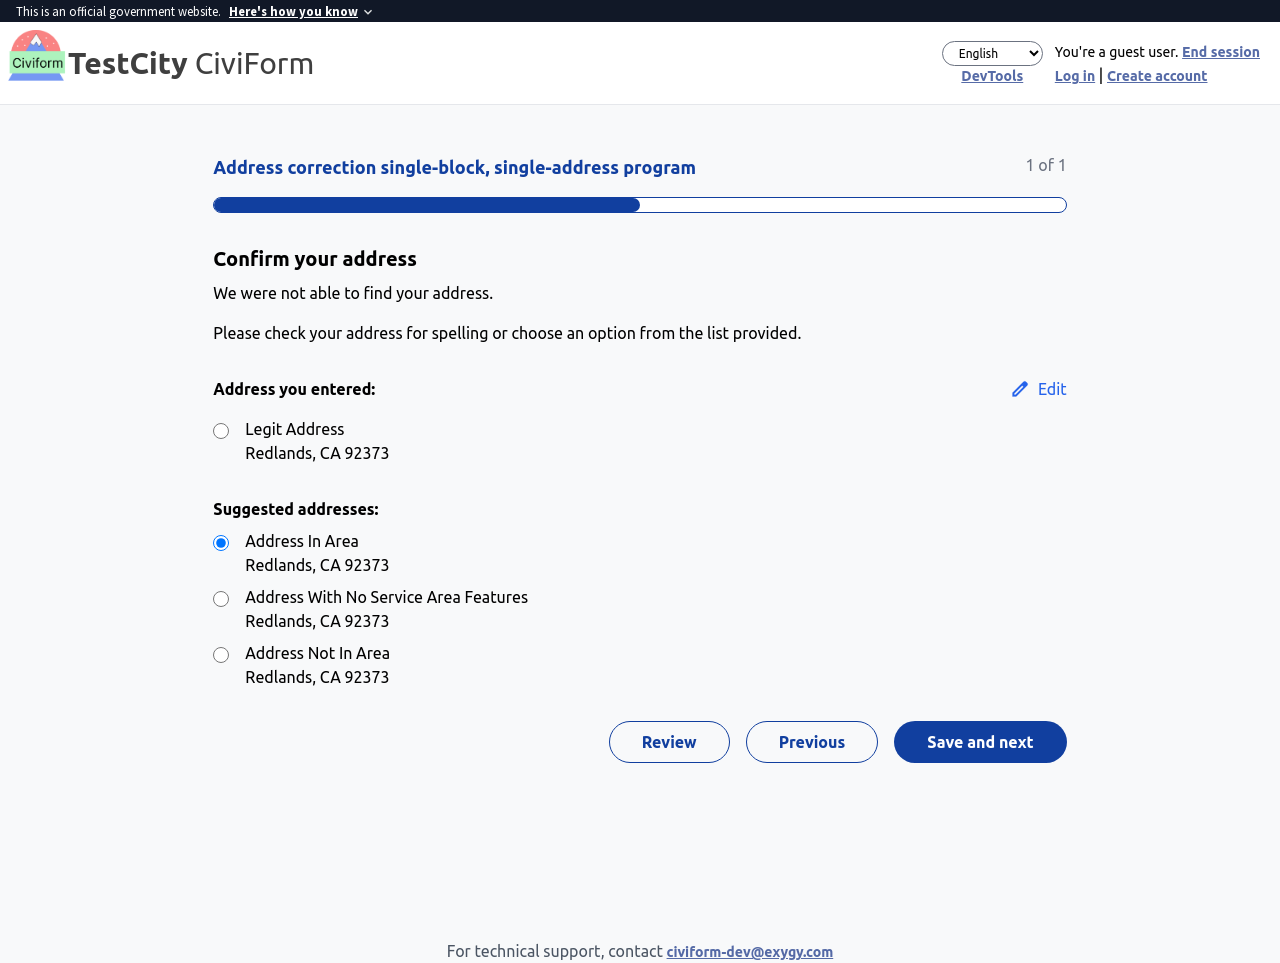 This is an official government website. Here's how you know
Civiform
TestCity CiviForm
English
You're a guest user. End session
DevTools
Log in | Create account
Address correction single-block, single-address program
1 of 1
Confirm your address
We were not able to find your address.
Please check your address for spelling or choose an option from the list provided.
Address you entered:
Edit
Legit Address
Redlands, CA 92373
Suggested addresses:
Address In Area
Redlands, CA 92373
Address With No Service Area Features
Redlands, CA 92373
Address Not In Area
Redlands, CA 92373
Review
Previous
Save and next
For technical support, contact civiform-dev@exygy.com